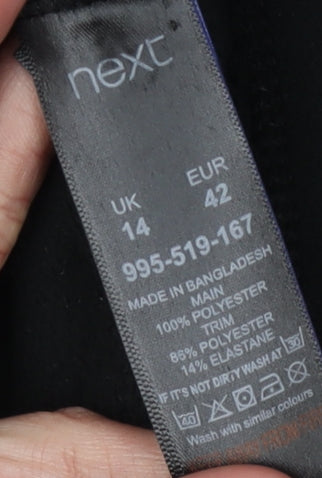 next
UK EUR
14 42
995-519-167
MADE IN BANGLADESH
MAIN
100% POLYESTER
TRIM
86% POLYESTER
14% ELASTANE
IF IT'S NOT DIRTY WASH AT 30
40
Wash with similar colours